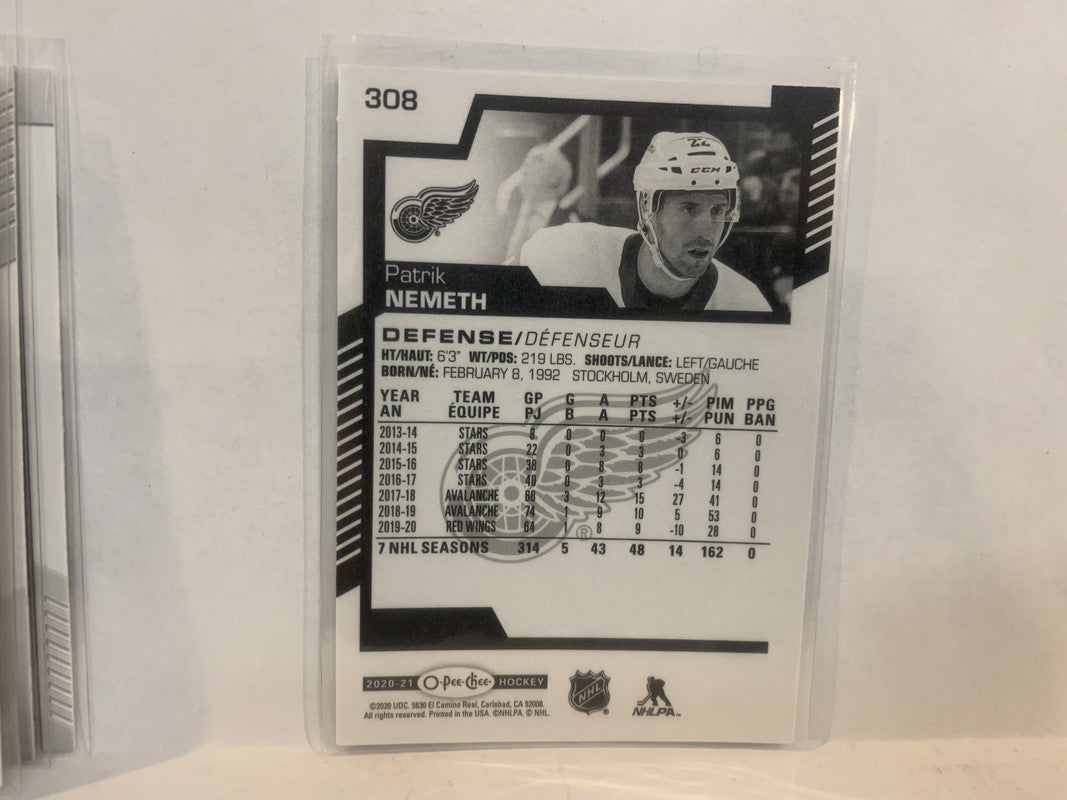 308
22
CCM
Patrik
NEMETH
DEFENSE/DÉFENSEUR
HT/HAUT: 6'3" WT/PDS: 219 LBS. SHOOTS/LANCE: LEFT/GAUCHE
BORN/NÉ: FEBRUARY 8, 1992 STOCKHOLM, SWEDEN
YEAR TEAM GP G A PTS +/- PIM PPG
AN ÉQUIPE PJ B A PTS +/- PUN BAN
2013-14 STARS 8 0 0 0 -3 6 0
2014-15 STARS 22 0 3 3 0 6 0
2015-16 STARS 38 0 8 8 -1 14 0
2016-17 STARS 40 0 3 3 -4 14 0
2017-18 AVALANCHE 68 3 12 15 27 41 0
2018-19 AVALANCHE 74 1 9 10 5 53 0
2019-20 RED WINGS 64 1 8 9 -10 28 0
7 NHL SEASONS 314 5 43 48 14 162 0
2020-21 O-Pee-Chee HOCKEY
©2020 UDC. 5830 El Camino Real, Carlsbad, CA 92008.
All rights reserved. Printed in the USA. ©NHLPA. © NHL.
NHL
NHLPA